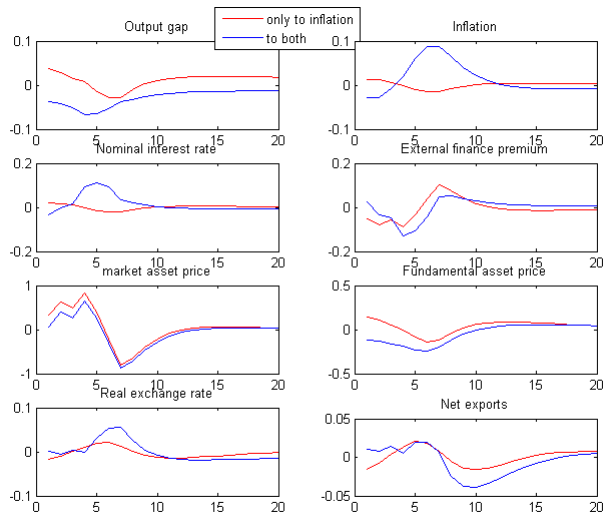 Output gap
only to inflation
to both
Inflation
0.1
0
-0.1
0 5 10 15 20
0.1
0
-0.1
0 5 10 15 20
Nominal interest rate
External finance premium
0.2
0
-0.2
0 5 10 15 20
0.2
0
-0.2
0 5 10 15 20
market asset price
Fundamental asset price
1
0
-1
0 5 10 15 20
0.5
0
-0.5
0 5 10 15 20
Real exchange rate
Net exports
0.1
0
-0.1
0 5 10 15 20
0.05
0
-0.05
0 5 10 15 20